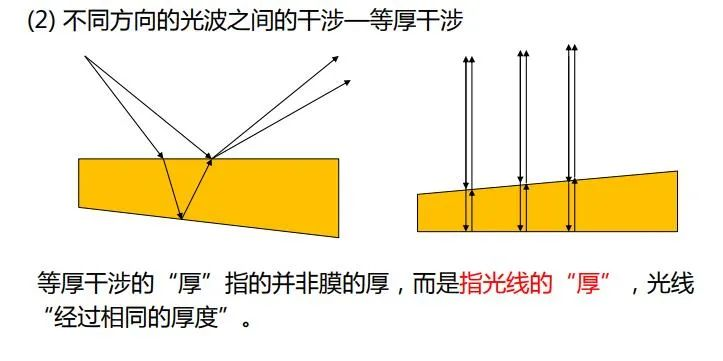 (2) 不同方向的光波之间的干涉—等厚干涉
等厚干涉的“厚”指的并非膜的厚，而是指光线的“厚”，光线
“经过相同的厚度”。